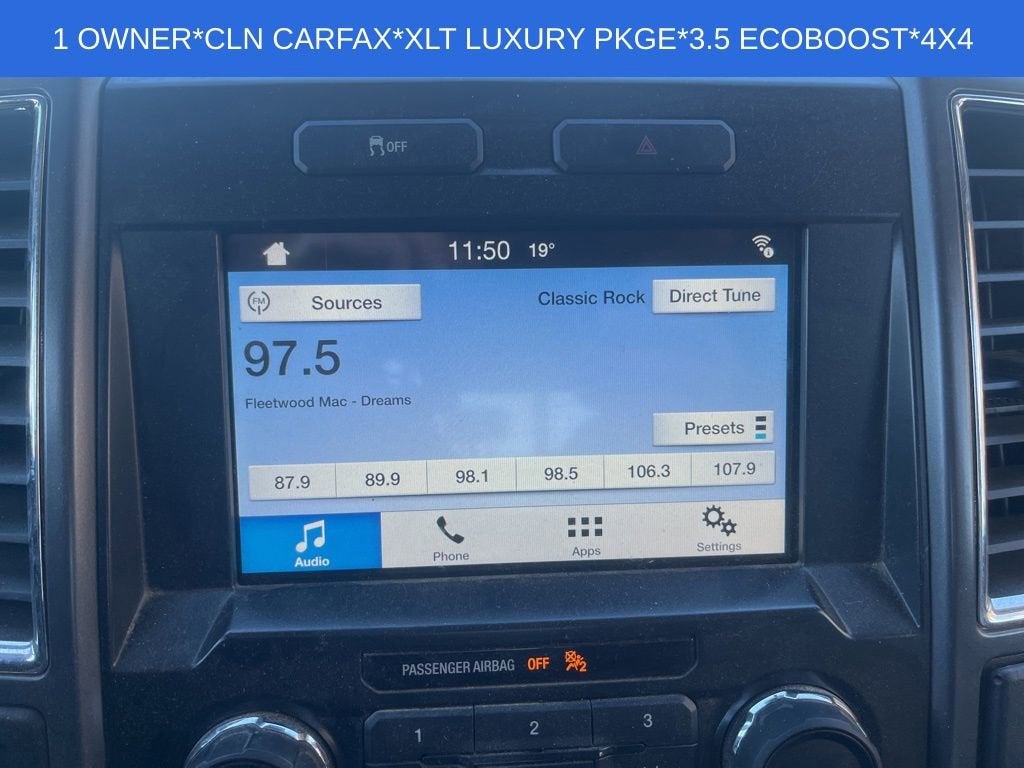 1 OWNER*CLN CARFAX*XLT LUXURY PKGE*3.5 ECOBOOST*4X4
OFF
11:50 19°
FM Sources Classic Rock Direct Tune
97.5
Fleetwood Mac - Dreams
Presets
87.9 89.9 98.1 98.5 106.3 107.9
Audio Phone Apps Settings
PASSENGER AIRBAG OFF 2
1 2 3